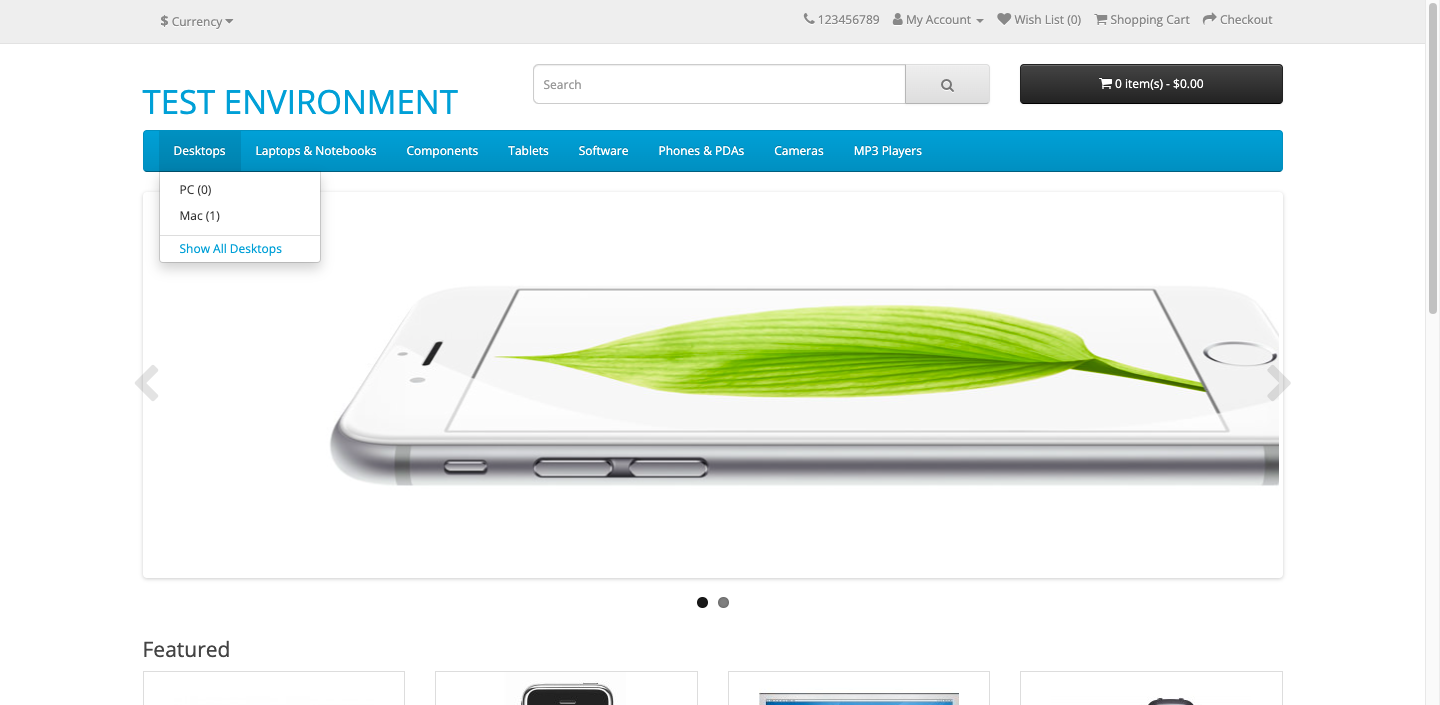 $ Currency
123456789 My Account Wish List (0) Shopping Cart Checkout
TEST ENVIRONMENT
Search
0 item(s) - $0.00
Desktops Laptops & Notebooks Components Tablets Software Phones & PDAs Cameras MP3 Players
PC (0)
Mac (1)
Show All Desktops
Featured